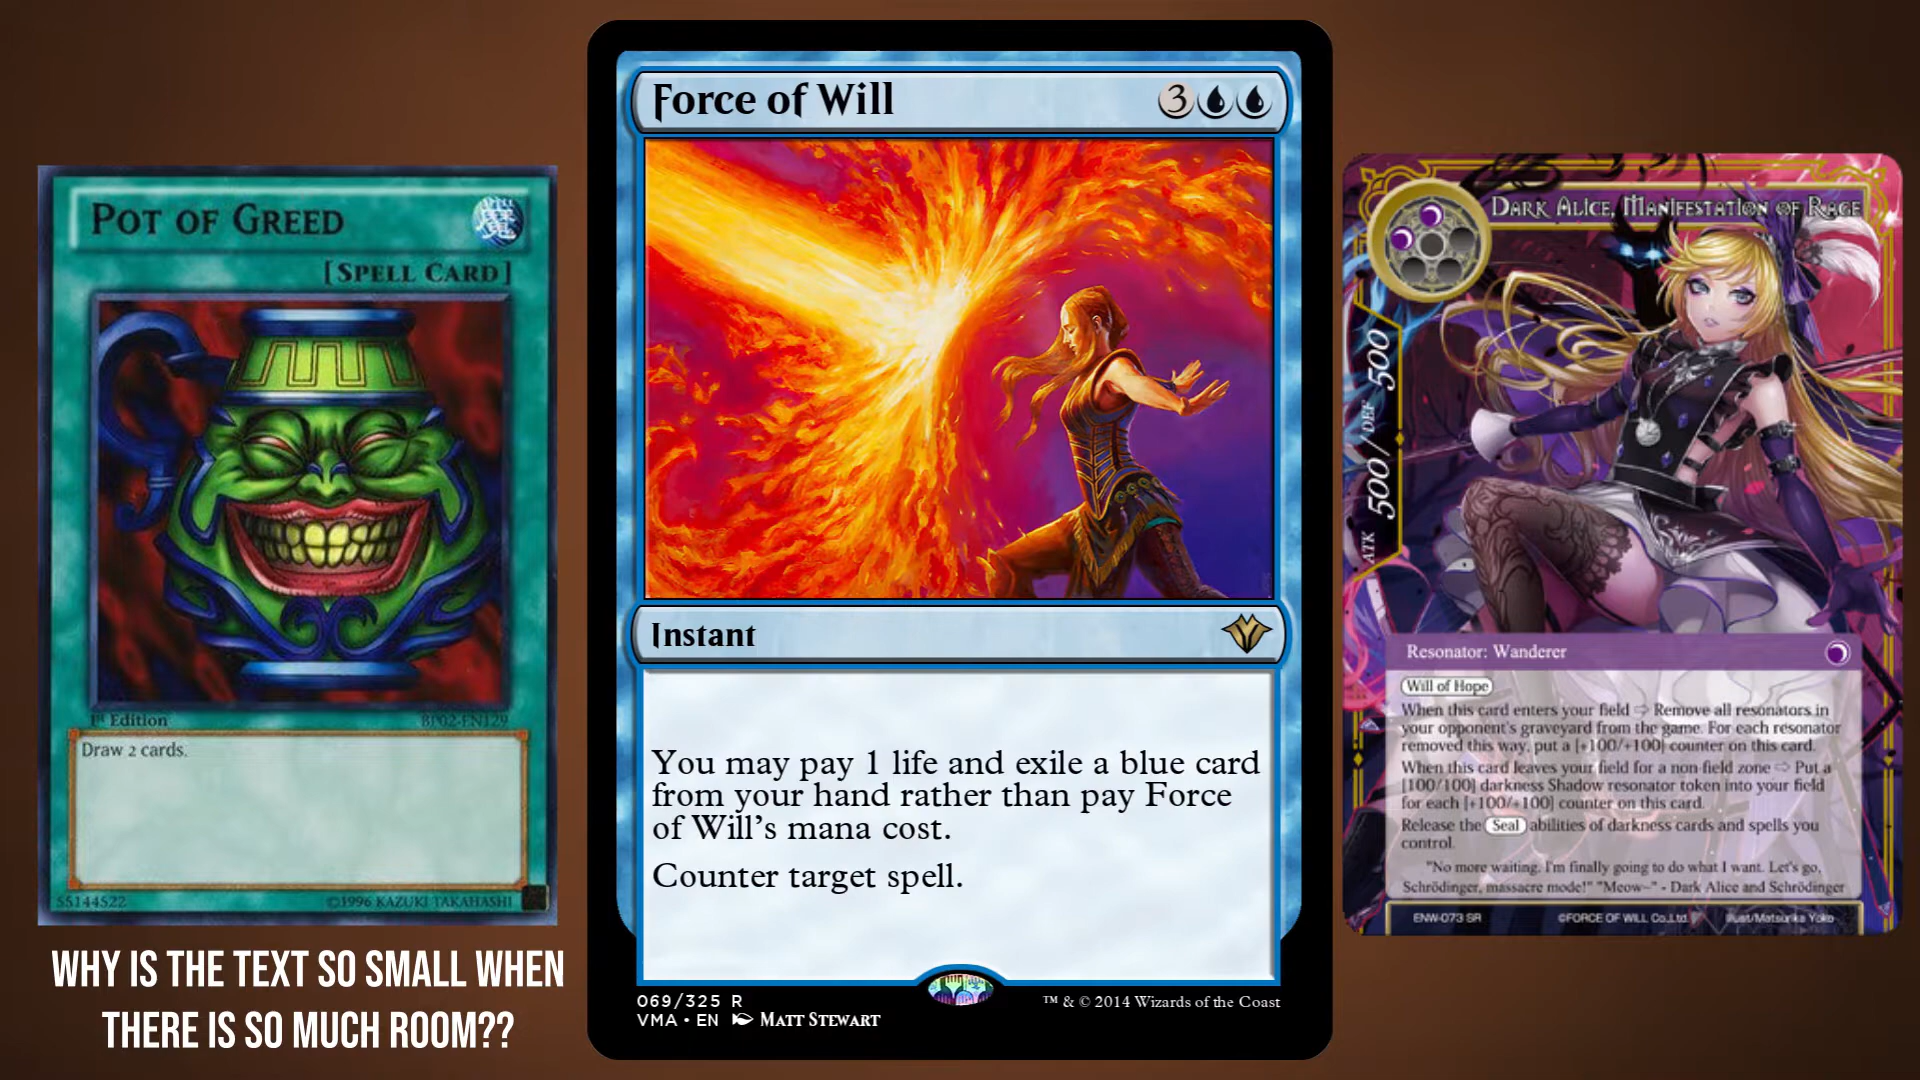 Pot of Greed
魔
[Spell Card]
1st Edition
BP02-EN129
Draw 2 cards.
55144522
©1996 KAZUKI TAKAHASHI
WHY IS THE TEXT SO SMALL WHEN
THERE IS SO MUCH ROOM??
Force of Will
3
Instant
You may pay 1 life and exile a blue card
from your hand rather than pay Force
of Will's mana cost.
Counter target spell.
069/325 R
VMA • EN Matt Stewart
™ & © 2014 Wizards of the Coast
Dark Alice, Manifestation of Rage
ATK 500 / DEF 500
Resonator: Wanderer
Will of Hope
When this card enters your field ⇨ Remove all resonators in
your opponent's graveyard from the game. For each resonator
removed this way, put a [+100/+100] counter on this card.
When this card leaves your field for a non-field zone ⇨ Put a
[100/100] darkness Shadow resonator token into your field
for each [+100/+100] counter on this card.
Release the Seal abilities of darkness cards and spells you
control.
"No more waiting. I'm finally going to do what I want. Let's go,
Schrödinger, massacre mode!" "Meow~" - Dark Alice and Schrödinger
ENW-073 SR
©FORCE OF WILL Co.,Ltd.
Illust/Matsurika Yoko